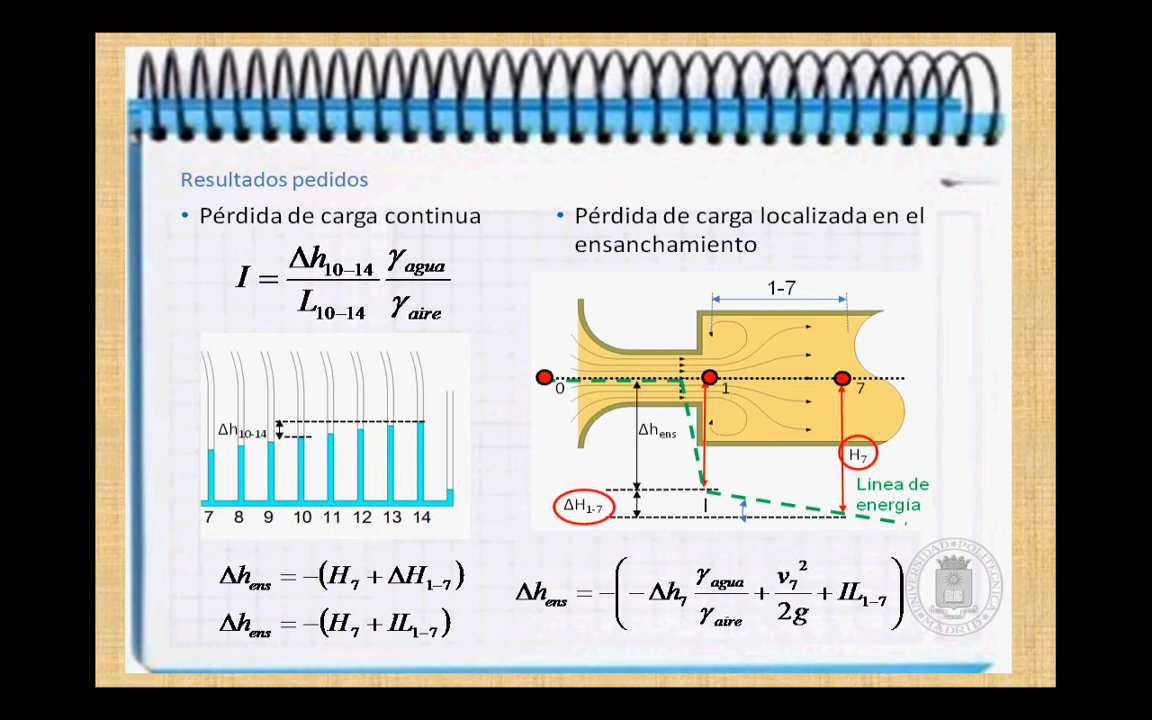 Resultados pedidos
• Pérdida de carga continua
I = Δh10–14 / L10–14 γagua / γaire
Δh10-14
7 8 9 10 11 12 13 14
Δhens = –(H7 + ΔH1–7)
Δhens = –(H7 + IL1–7)
• Pérdida de carga localizada en el
ensanchamiento
1-7
0 1 7
Δhens
H7
ΔH1-7
I
Línea de
energía
Δhens = –( –Δh7 γagua / γaire + v7² / 2g + IL1–7 )
UNIVERSIDAD POLITÉCNICA
MADRID